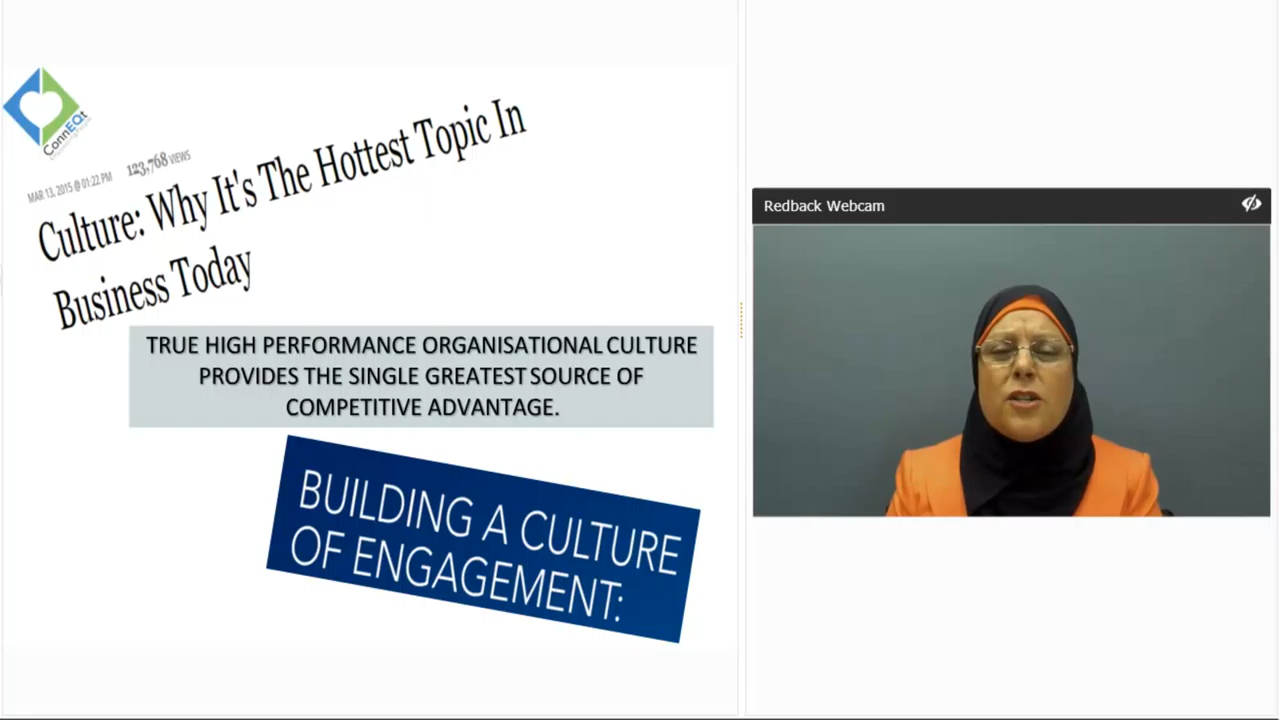 ConnEQt
MAR 13, 2015 @ 01:22 PM 123,768 VIEWS
Culture: Why It's The Hottest Topic In
Business Today
TRUE HIGH PERFORMANCE ORGANISATIONAL CULTURE
PROVIDES THE SINGLE GREATEST SOURCE OF
COMPETITIVE ADVANTAGE.
BUILDING A CULTURE
OF ENGAGEMENT:
Redback Webcam